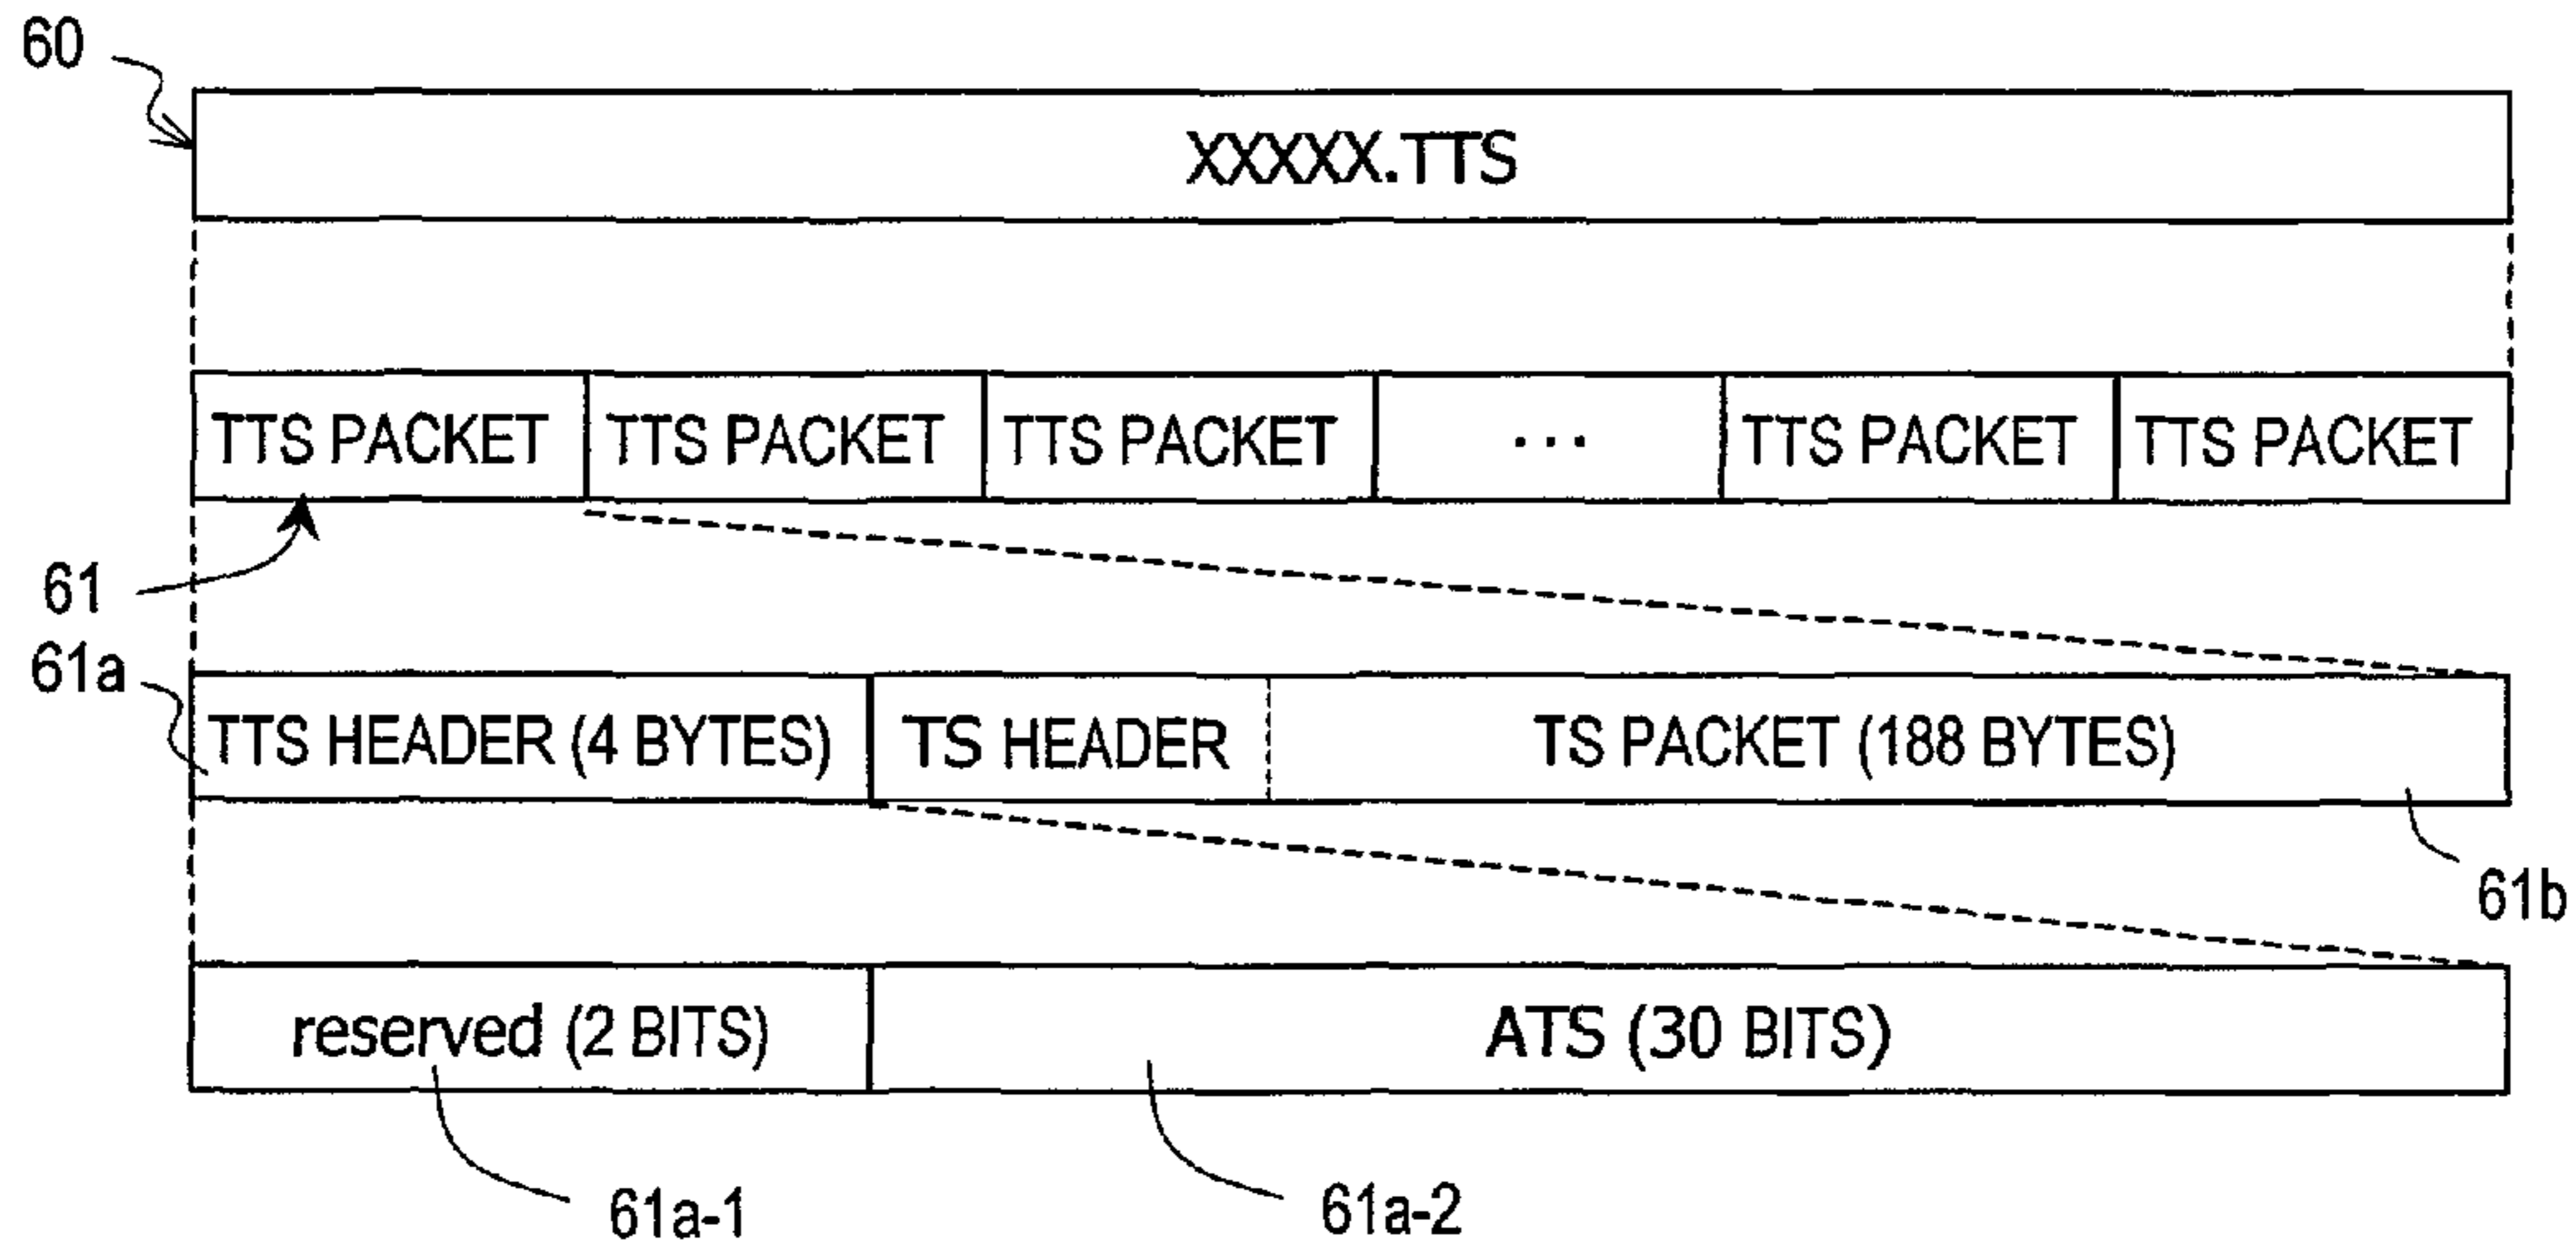 60
XXXXX.TTS
TTS PACKET TTS PACKET TTS PACKET ... TTS PACKET TTS PACKET
61
61a
TTS HEADER (4 BYTES) TS HEADER TS PACKET (188 BYTES)
61b
reserved (2 BITS) ATS (30 BITS)
61a-1 61a-2